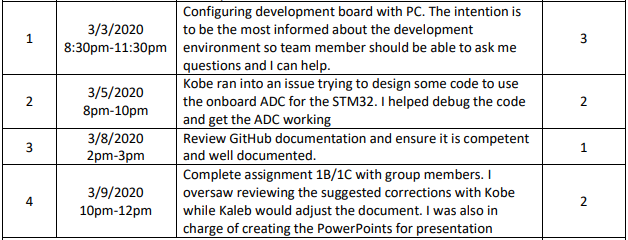 1
3/3/2020
8:30pm-11:30pm
Configuring development board with PC. The intention is
to be the most informed about the development
environment so team member should be able to ask me
questions and I can help.
3
2
3/5/2020
8pm-10pm
Kobe ran into an issue trying to design some code to use
the onboard ADC for the STM32. I helped debug the code
and get the ADC working
2
3
3/8/2020
2pm-3pm
Review GitHub documentation and ensure it is competent
and well documented.
1
4
3/9/2020
10pm-12pm
Complete assignment 1B/1C with group members. I
oversaw reviewing the suggested corrections with Kobe
while Kaleb would adjust the document. I was also in
charge of creating the PowerPoints for presentation
2